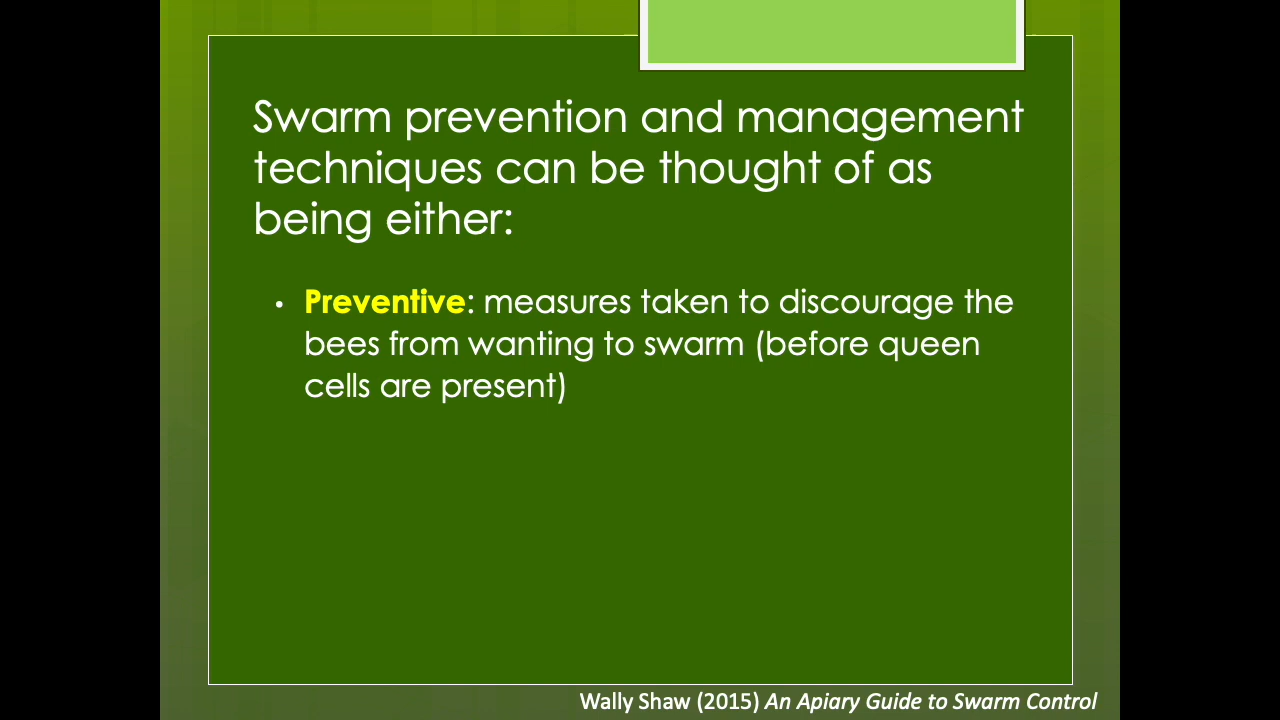 Swarm prevention and management
techniques can be thought of as
being either:
• Preventive: measures taken to discourage the
bees from wanting to swarm (before queen
cells are present)
Wally Shaw (2015) An Apiary Guide to Swarm Control